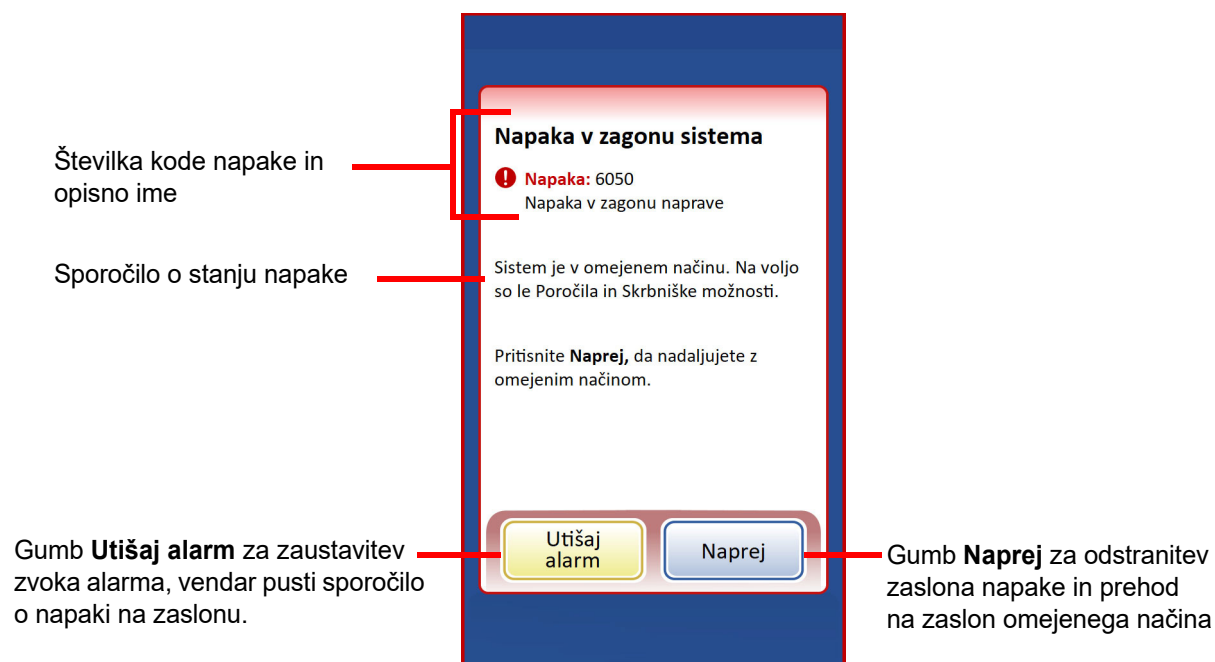 Številka kode napake in
opisno ime
Sporočilo o stanju napake
Gumb Utišaj alarm za zaustavitev
zvoka alarma, vendar pusti sporočilo
o napaki na zaslonu.
Napaka v zagonu sistema
Napaka: 6050
Napaka v zagonu naprave
Sistem je v omejenem načinu. Na voljo
so le Poročila in Skrbniške možnosti.
Pritisnite Naprej, da nadaljujete z
omejenim načinom.
Utišaj
alarm
Naprej
Gumb Naprej za odstranitev
zaslona napake in prehod
na zaslon omejenega načina